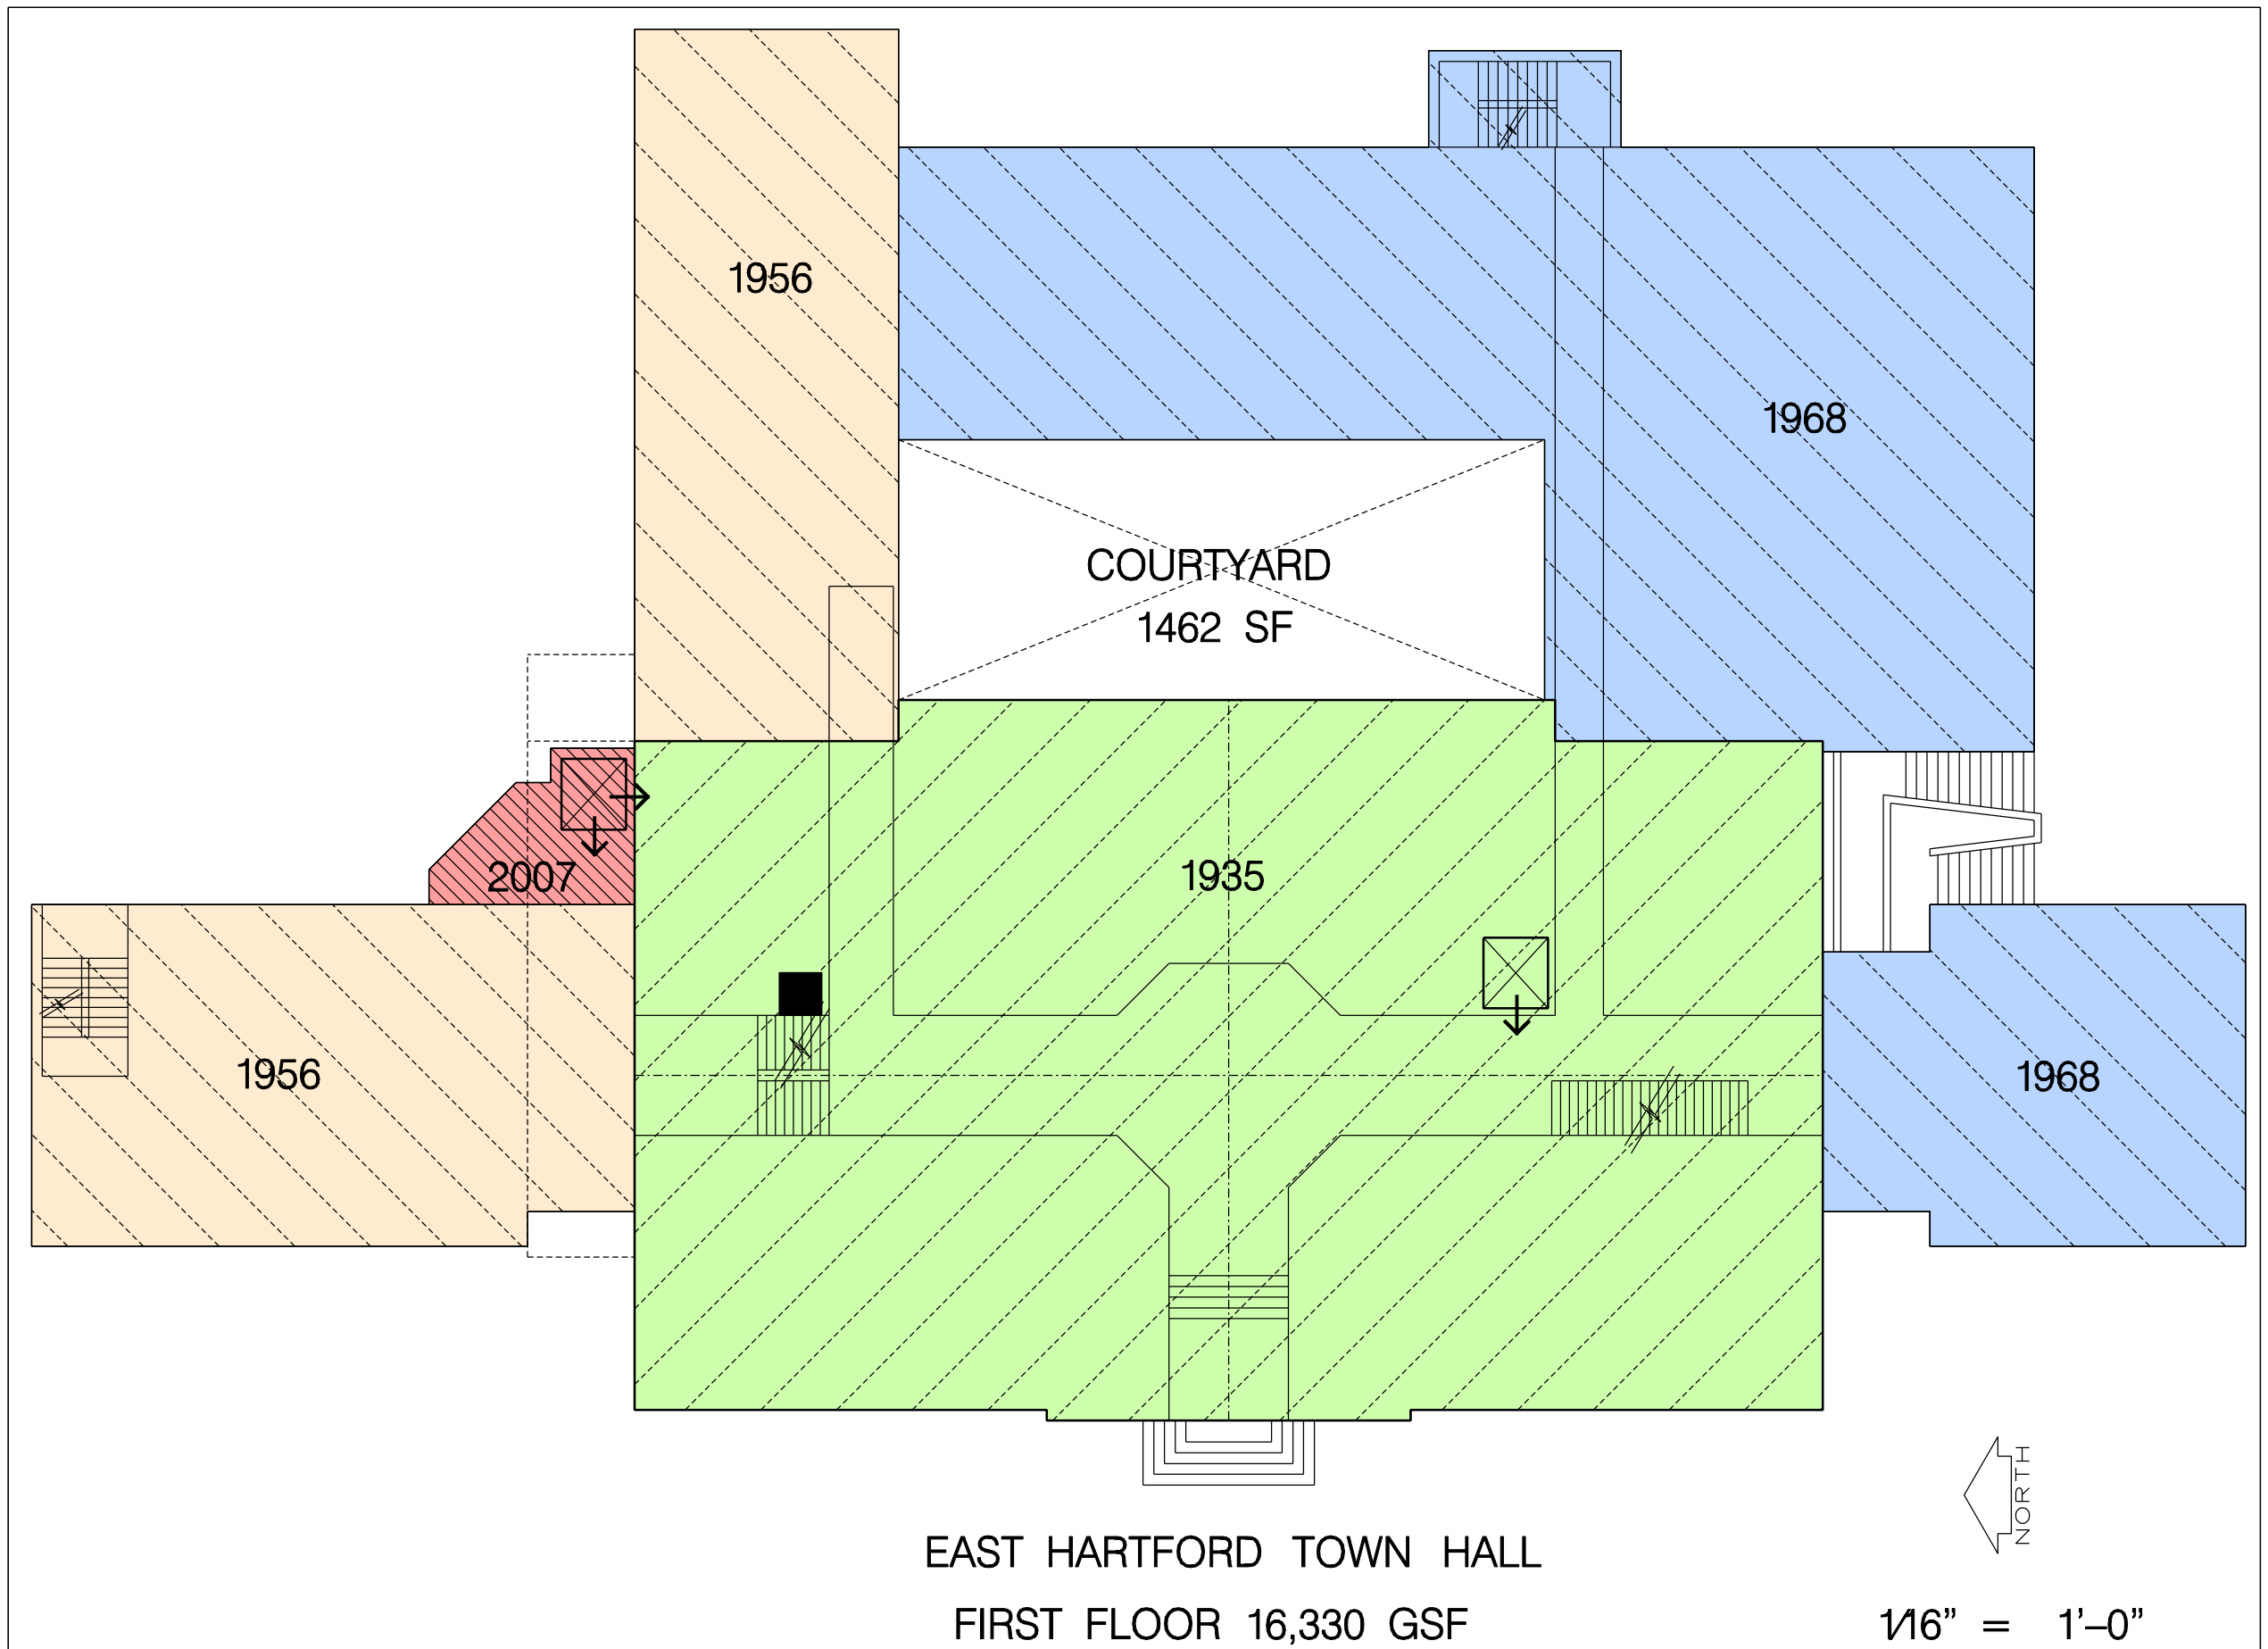 1956
1968
COURTYARD
1462 SF
2007
1935
1956
1968
NORTH
EAST HARTFORD TOWN HALL
FIRST FLOOR 16,330 GSF
1/16” = 1’–0”